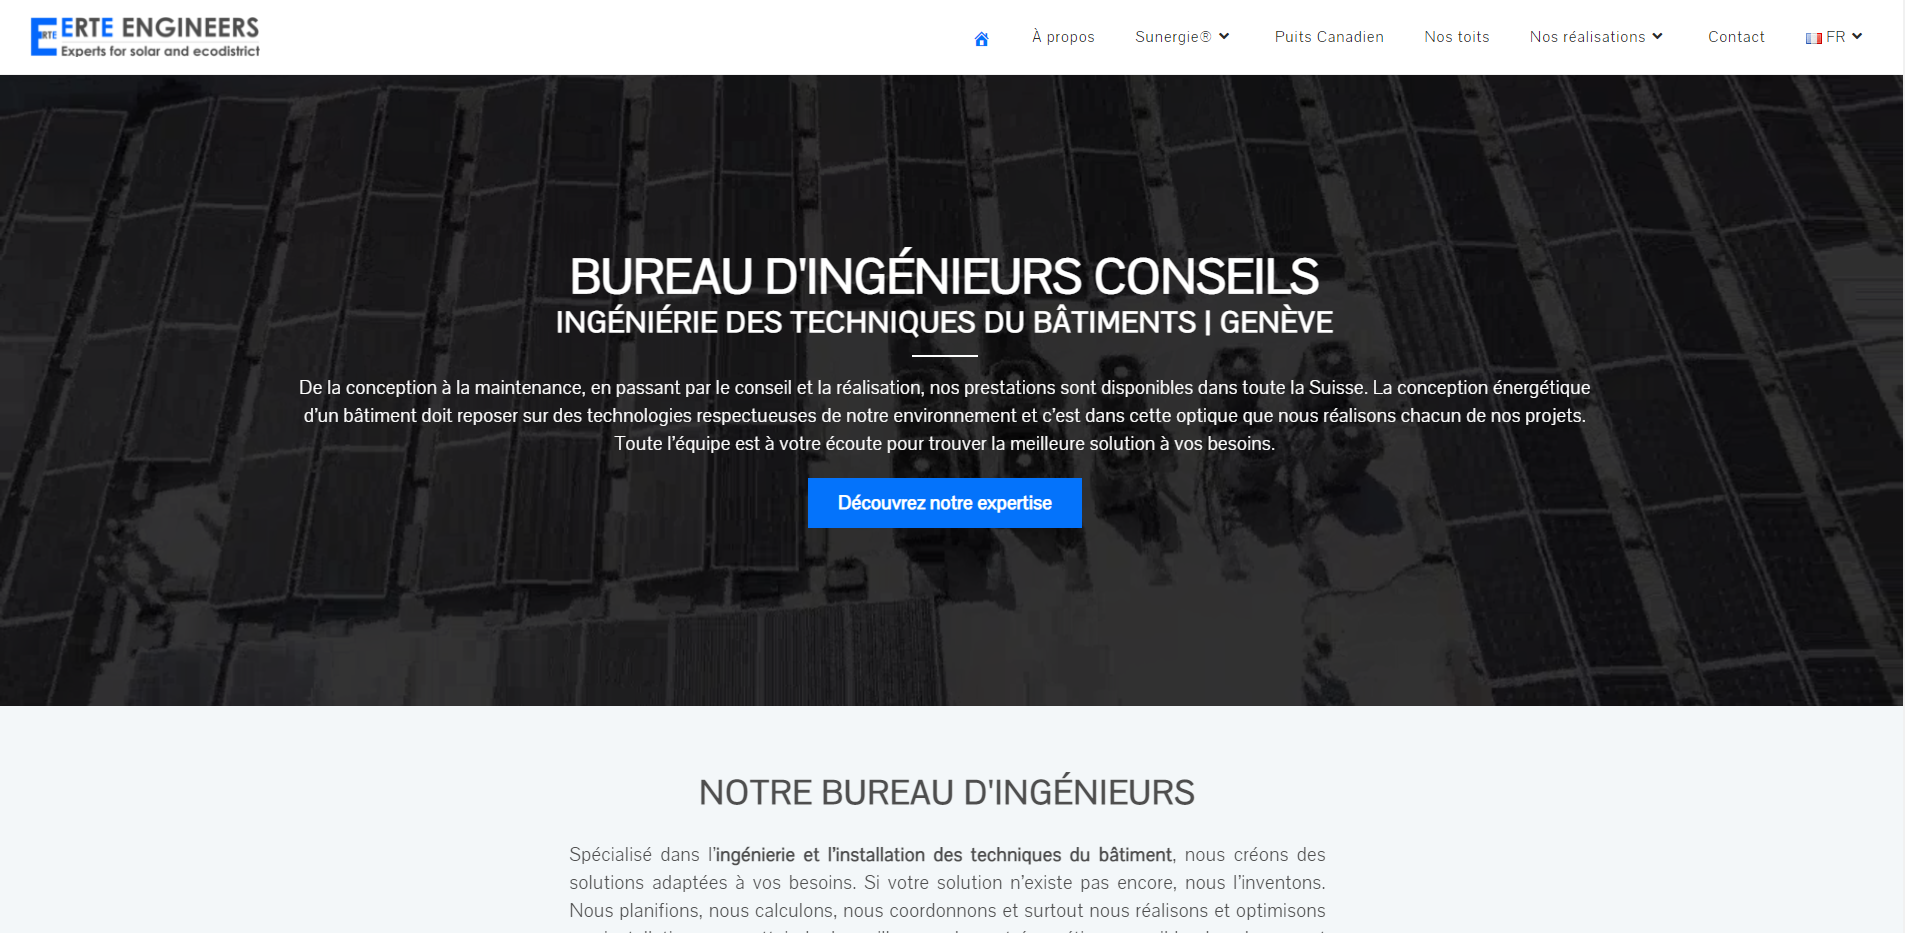 ERTE ENGINEERS
ERTE
Experts for solar and ecodistrict
À propos
Sunergie®
Puits Canadien
Nos toits
Nos réalisations
Contact
FR
BUREAU D'INGÉNIEURS CONSEILS
INGÉNIÉRIE DES TECHNIQUES DU BÂTIMENTS | GENÈVE
De la conception à la maintenance, en passant par le conseil et la réalisation, nos prestations sont disponibles dans toute la Suisse. La conception énergétique
d’un bâtiment doit reposer sur des technologies respectueuses de notre environnement et c’est dans cette optique que nous réalisons chacun de nos projets.
Toute l’équipe est à votre écoute pour trouver la meilleure solution à vos besoins.
Découvrez notre expertise
NOTRE BUREAU D'INGÉNIEURS
Spécialisé dans l’ingénierie et l’installation des techniques du bâtiment, nous créons des
solutions adaptées à vos besoins. Si votre solution n’existe pas encore, nous l’inventons.
Nous planifions, nous calculons, nous coordonnons et surtout nous réalisons et optimisons